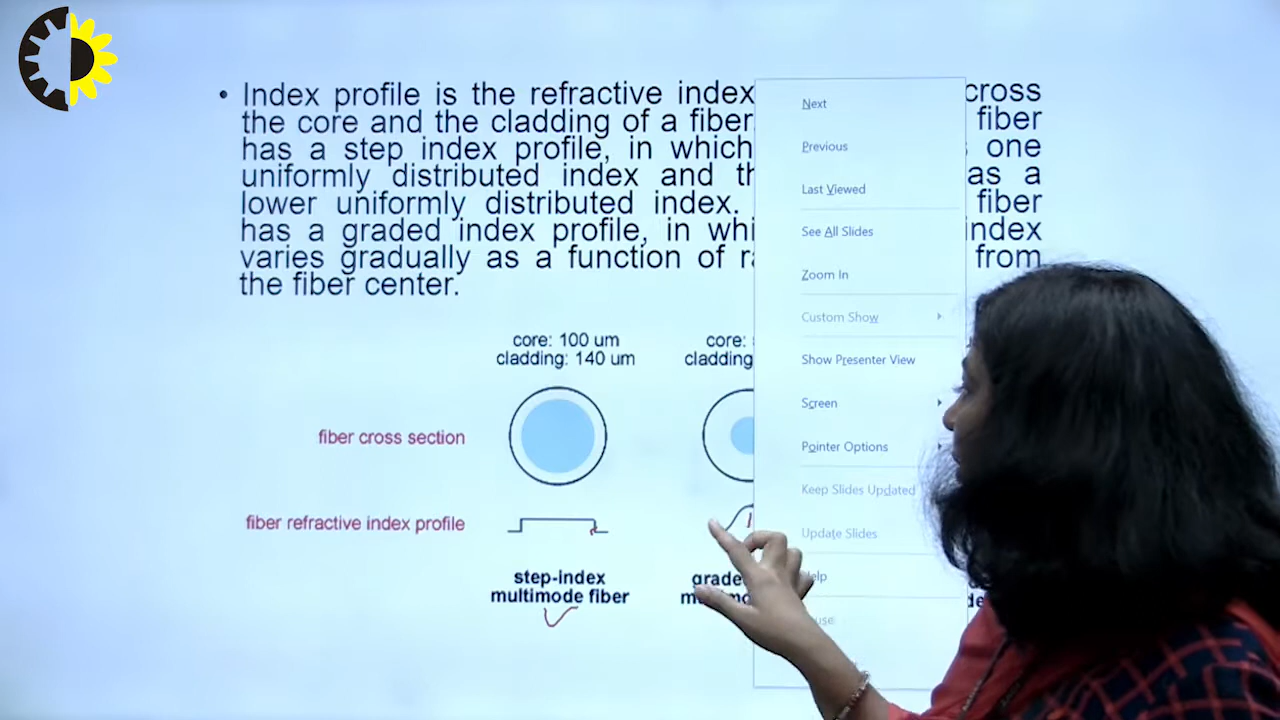 • Index profile is the refractive index cross
the core and the cladding of a fiber. fiber
has a step index profile, in which one
uniformly distributed index and as a
lower uniformly distributed index. fiber
has a graded index profile, in index
varies gradually as a function of from
the fiber center.
Next
Previous
Last Viewed
See All Slides
Zoom In
Custom Show
Show Presenter View
Screen
Pointer Options
Keep Slides Updated
Update Slides
core: 100 um
cladding: 140 um
core:
cladding
fiber cross section
fiber refractive index profile
step-index
multimode fiber